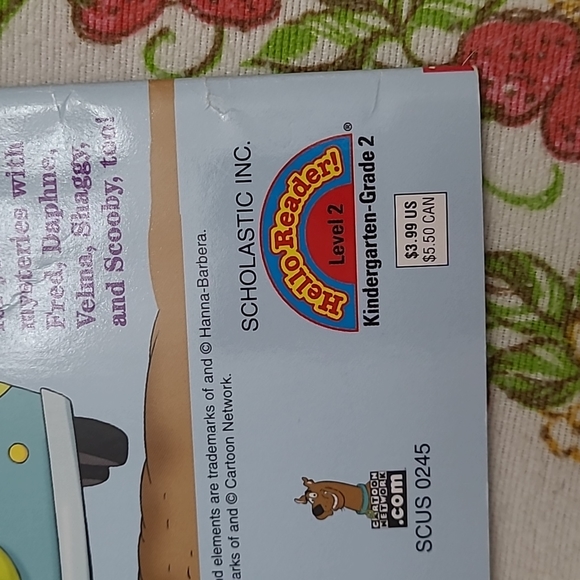 mysteries with
Fred, Daphne,
Velma, Shaggy,
and Scooby, too!
elements are trademarks of and © Hanna-Barbera.
of and © Cartoon Network.
SCHOLASTIC INC.
Hello Reader!
®
Level 2
Kindergarten-Grade 2
$3.99 US
$5.50 CAN
CARTOON
NETWORK
.com
SCUS 0245